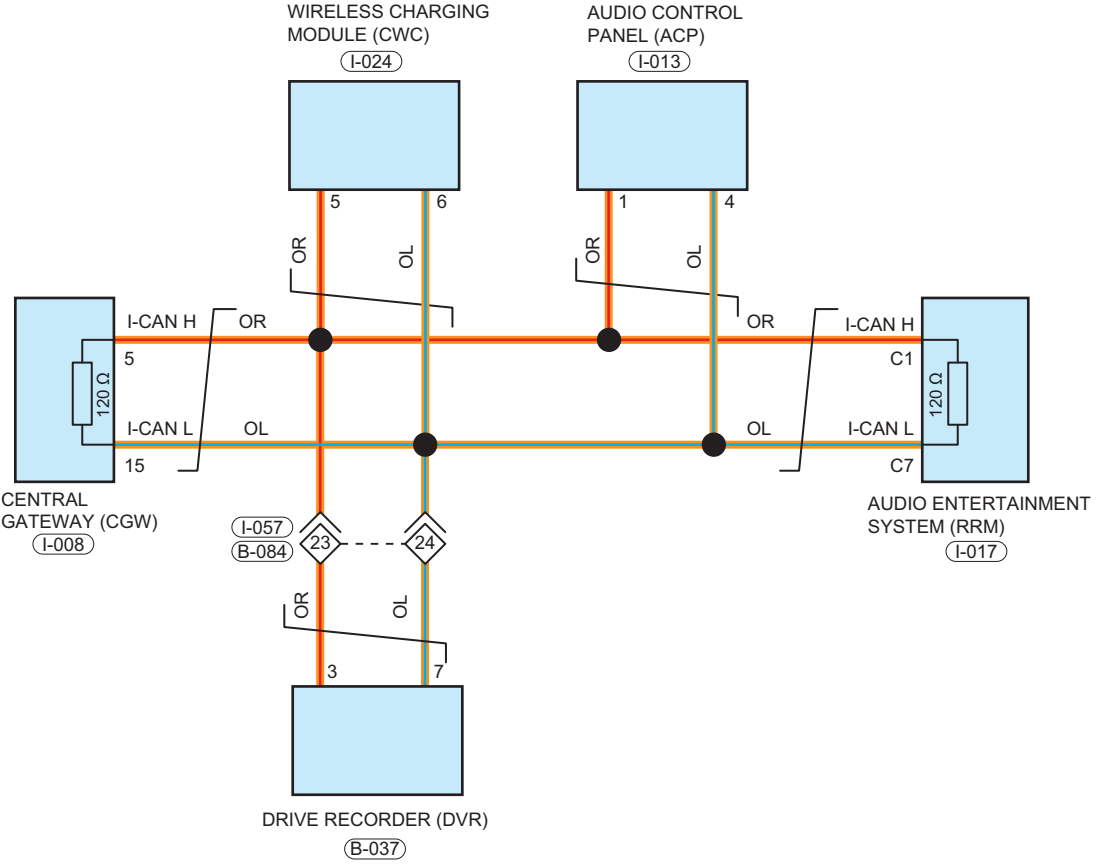 WIRELESS CHARGING
MODULE (CWC)
I-024
AUDIO CONTROL
PANEL (ACP)
I-013
5
6
1
4
OR
OL
OR
OL
I-CAN H
OR
OR
I-CAN H
5
C1
120 Ω
120 Ω
I-CAN L
OL
OL
I-CAN L
15
C7
CENTRAL
GATEWAY (CGW)
I-008
AUDIO ENTERTAINMENT
SYSTEM (RRM)
I-017
I-057
B-084
23
24
OR
OL
3
7
DRIVE RECORDER (DVR)
B-037